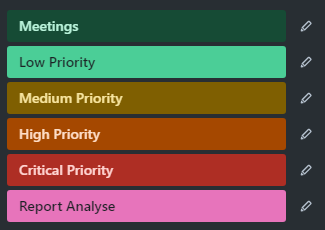 Meetings
Low Priority
Medium Priority
High Priority
Critical Priority
Report Analyse